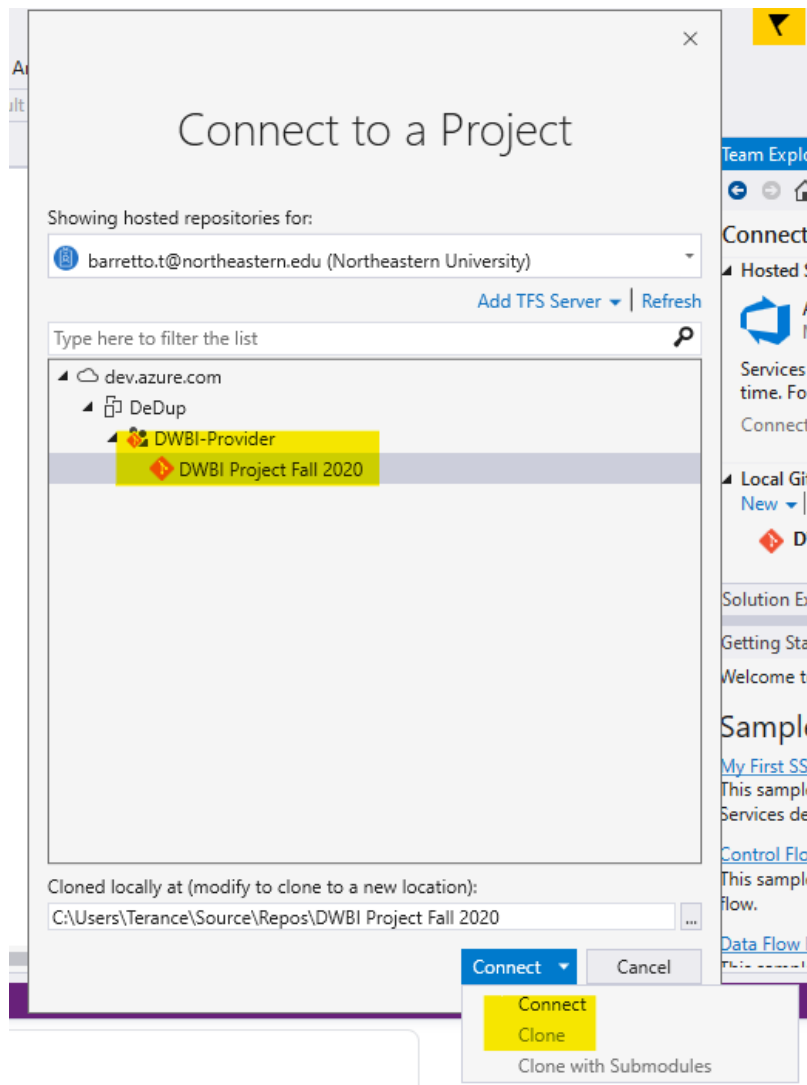 Connect to a Project
Showing hosted repositories for:
barretto.t@northeastern.edu (Northeastern University)
Add TFS Server | Refresh
Type here to filter the list
dev.azure.com
DeDup
DWBI-Provider
DWBI Project Fall 2020
Cloned locally at (modify to clone to a new location):
C:\Users\Terance\Source\Repos\DWBI Project Fall 2020
...
Connect
Cancel
Connect
Clone
Clone with Submodules
Team Explo
Connect
Hosted S
Services
time. Fo
Connect
Local Git
New
Solution Ex
Getting Sta
Welcome t
Sample
My First SS
This sampl
Services de
Control Flo
This sampl
flow.
Data Flow